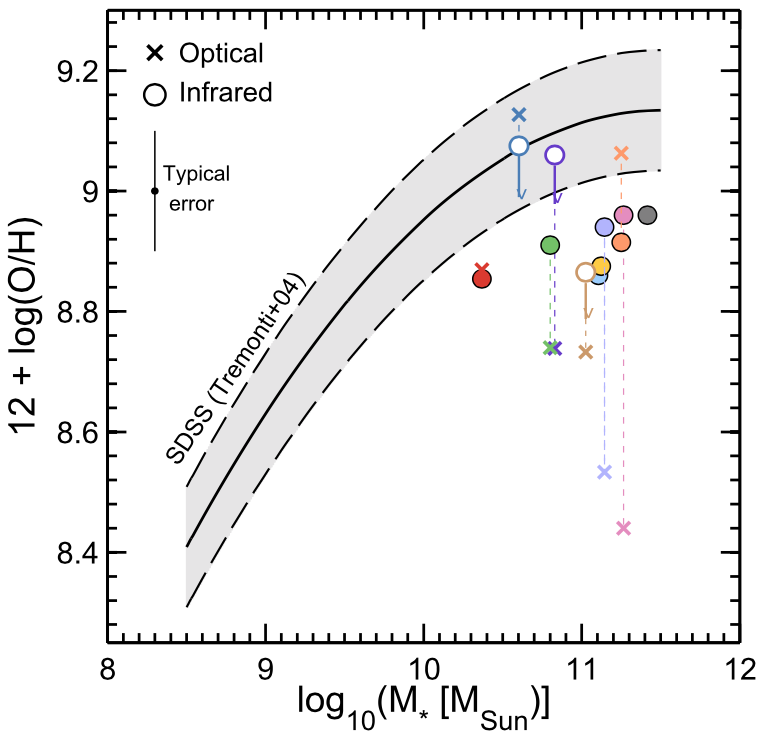 Optical
Infrared
Typical
error
SDSS (Tremonti+04)
12 + log(O/H)
9.2
9
8.8
8.6
8.4
8 9 10 11 12
log10(M* [MSun)]